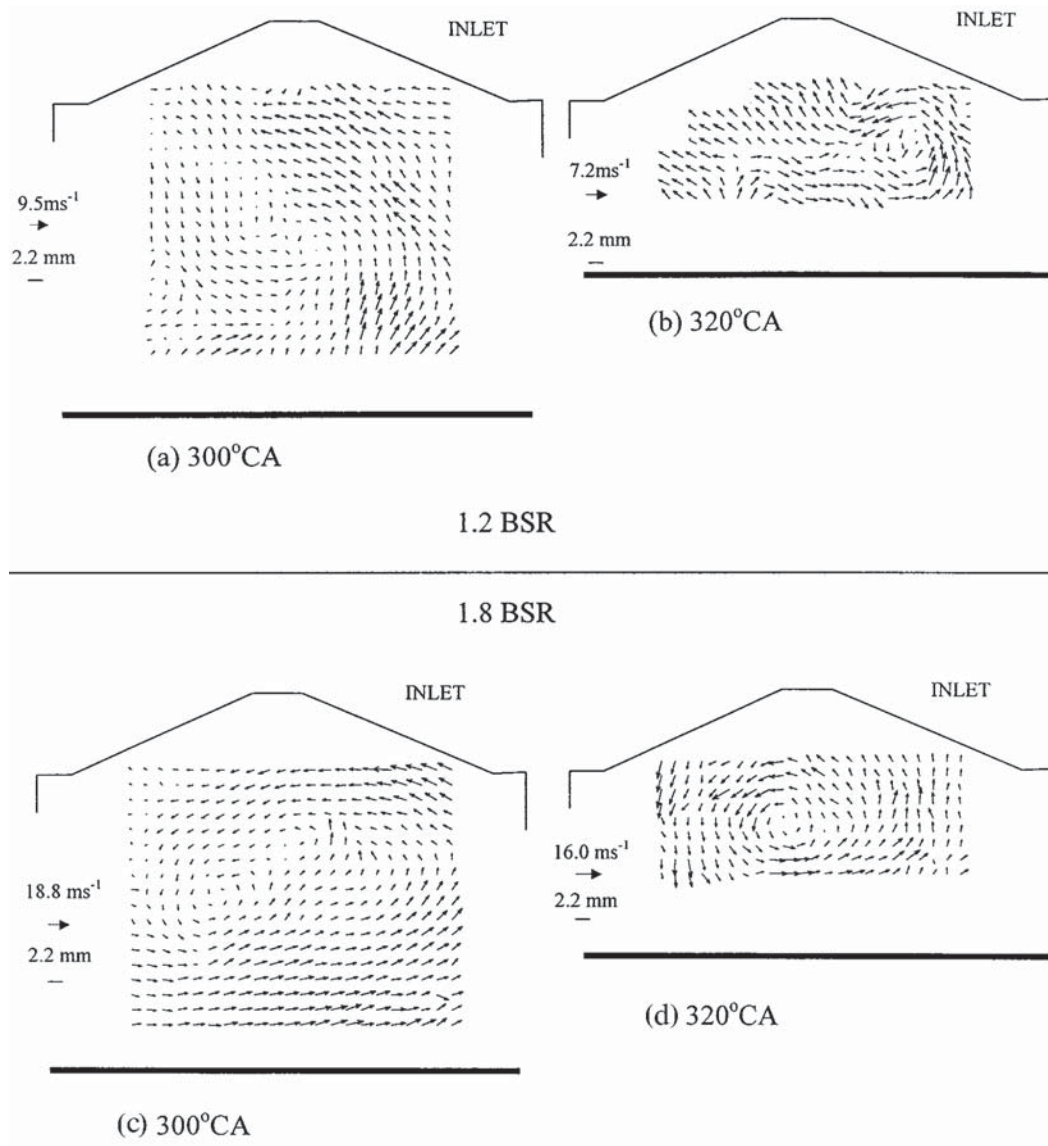 INLET
9.5ms⁻¹
2.2 mm
(a) 300°CA
INLET
7.2ms⁻¹
2.2 mm
(b) 320°CA
1.2 BSR
1.8 BSR
INLET
18.8 ms⁻¹
2.2 mm
(c) 300°CA
INLET
16.0 ms⁻¹
2.2 mm
(d) 320°CA